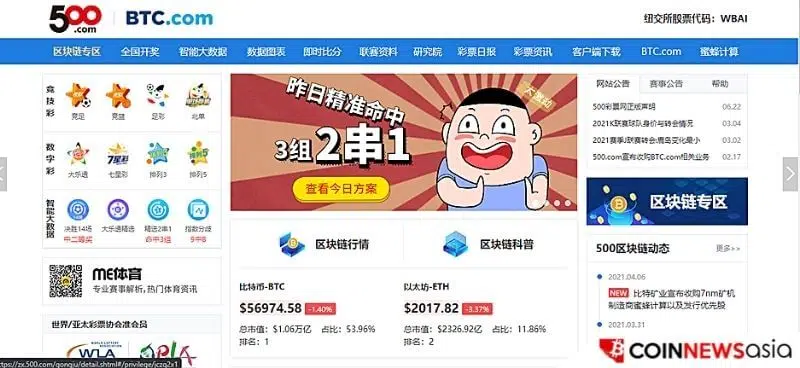 500.com
BTC.com
纽交所股票代码：WBAI
区块链专区 全国开奖 智能大数据 数据图表 即时比分 联赛资料 研究院 彩票日报 彩票资讯 客户端下载 BTC.com 蜜蜂计算
竞技彩
竞足 竞篮 足彩 北单
数字彩
大乐透 七星彩 排列3 排列5
智能大数据
决胜14场 大乐透精选 精选2串1 指数分歧
中二等奖 命中3组 9中8
昨日精准命中
3组2串1
查看今日方案
网站公告 赛事公告 帮助
500彩票网正版声明 06.22
2021K联赛球队身价与转会情况 03.04
2021赛季J联赛转会:鹿岛变化最小 03.02
500.com宣布收购BTC.com相关业务 02.17
区块链专区
区块链行情 区块链科普
比特币-BTC
$56974.58 -1.40%
总市值：$1.06万亿 占比：53.96%
排名：1
以太坊-ETH
$2017.82 -3.37%
总市值：$2326.92亿 占比：11.86%
排名：2
500区块链动态 更多>>
2021.04.06
NEW 比特矿业宣布收购7nm矿机
制造商蜜蜂计算以及发行优先股
2021.03.31
ME体育
专业赛事解析，热门体育资讯
世界/亚太彩票协会准会员
WLA
https://zx.500.com/gongju/detail.shtml#/privilege/jczq2x1
COINNEWSasia